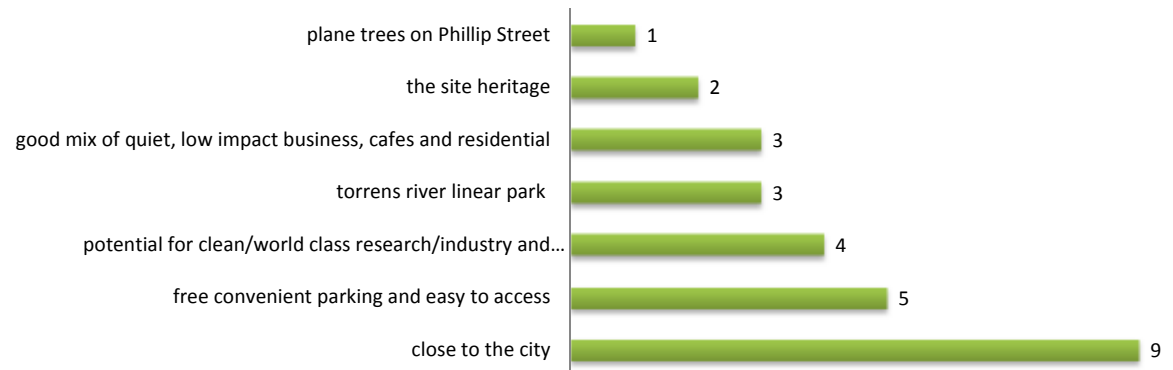 plane trees on Phillip Street 1
the site heritage 2
good mix of quiet, low impact business, cafes and residential 3
torrens river linear park 3
potential for clean/world class research/industry and... 4
free convenient parking and easy to access 5
close to the city 9